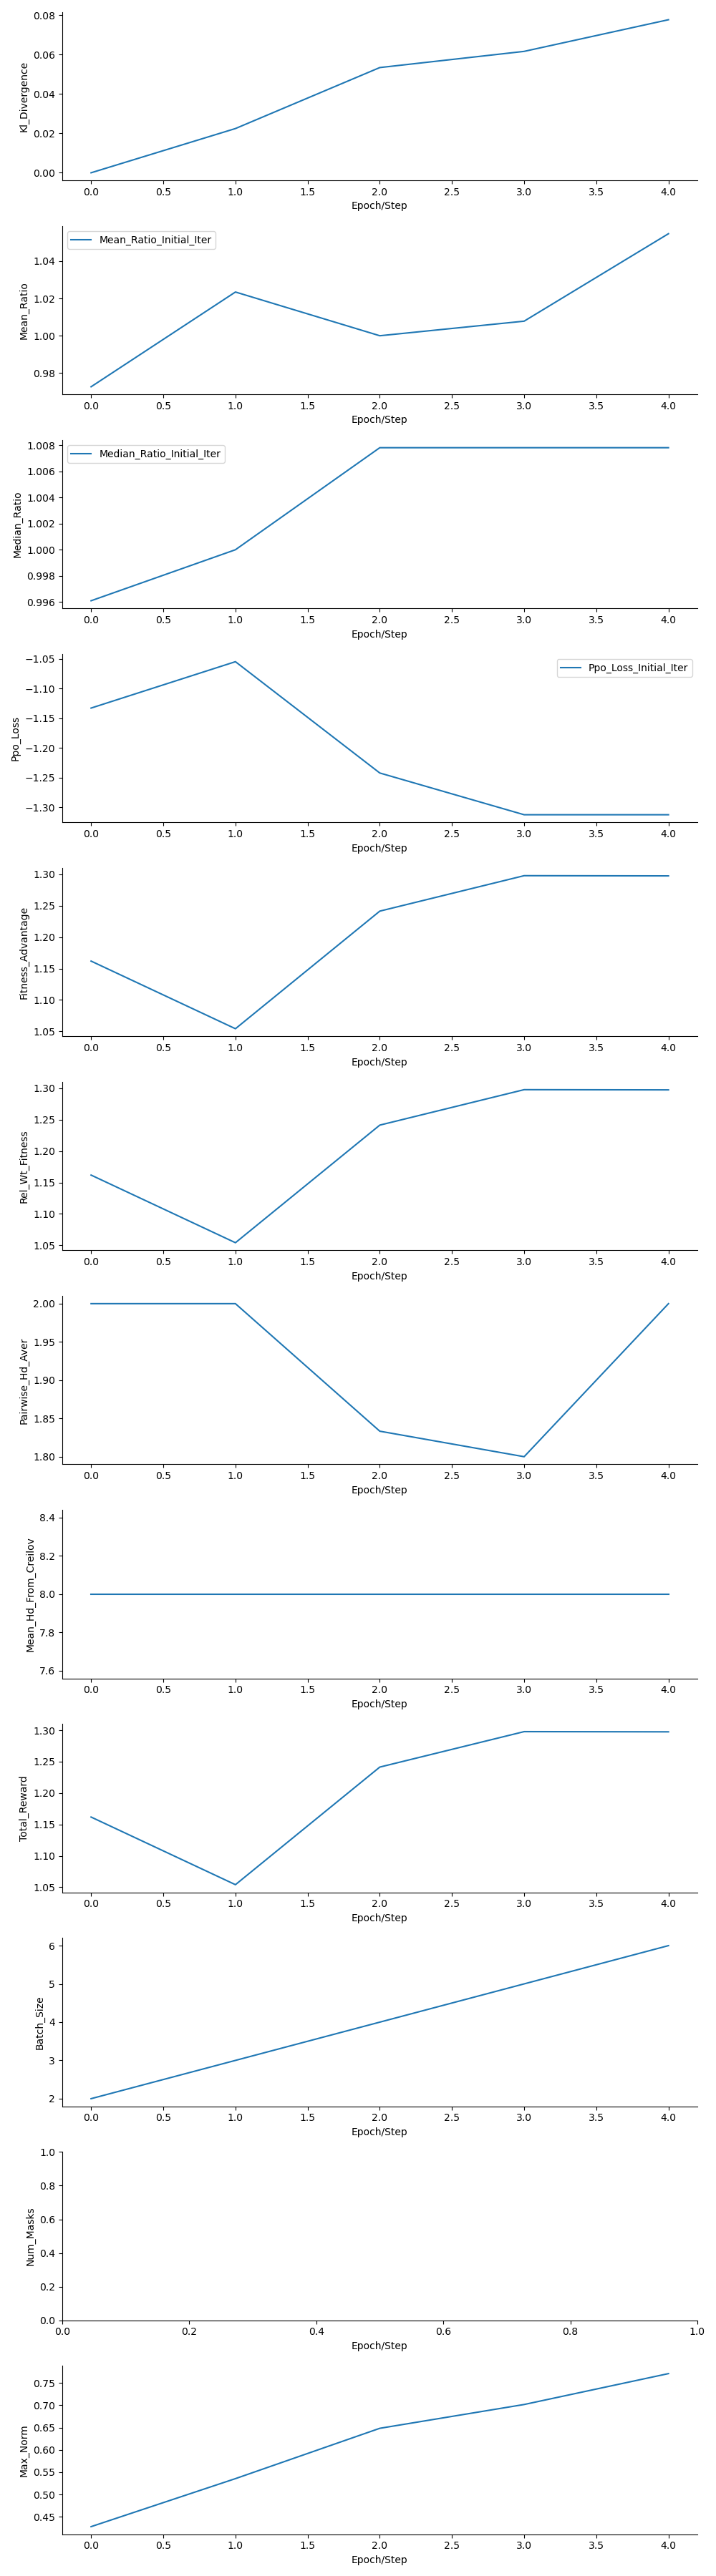 0.08
0.06
0.04
0.02
0.00
Kl_Divergence
0.0 0.5 1.0 1.5 2.0 2.5 3.0 3.5 4.0
Epoch/Step
Mean_Ratio_Initial_Iter
1.04
1.02
1.00
0.98
Mean_Ratio
0.0 0.5 1.0 1.5 2.0 2.5 3.0 3.5 4.0
Epoch/Step
Median_Ratio_Initial_Iter
1.008
1.006
1.004
1.002
1.000
0.998
0.996
Median_Ratio
0.0 0.5 1.0 1.5 2.0 2.5 3.0 3.5 4.0
Epoch/Step
Ppo_Loss_Initial_Iter
−1.05
−1.10
−1.15
−1.20
−1.25
−1.30
Ppo_Loss
0.0 0.5 1.0 1.5 2.0 2.5 3.0 3.5 4.0
Epoch/Step
1.30
1.25
1.20
1.15
1.10
1.05
Fitness_Advantage
0.0 0.5 1.0 1.5 2.0 2.5 3.0 3.5 4.0
Epoch/Step
1.30
1.25
1.20
1.15
1.10
1.05
Rel_Wt_Fitness
0.0 0.5 1.0 1.5 2.0 2.5 3.0 3.5 4.0
Epoch/Step
2.00
1.95
1.90
1.85
1.80
Pairwise_Hd_Aver
0.0 0.5 1.0 1.5 2.0 2.5 3.0 3.5 4.0
Epoch/Step
8.4
8.2
8.0
7.8
7.6
Mean_Hd_From_Creilov
0.0 0.5 1.0 1.5 2.0 2.5 3.0 3.5 4.0
Epoch/Step
1.30
1.25
1.20
1.15
1.10
1.05
Total_Reward
0.0 0.5 1.0 1.5 2.0 2.5 3.0 3.5 4.0
Epoch/Step
6
5
4
3
2
Batch_Size
0.0 0.5 1.0 1.5 2.0 2.5 3.0 3.5 4.0
Epoch/Step
1.0
0.8
0.6
0.4
0.2
0.0
Num_Masks
0.0 0.2 0.4 0.6 0.8 1.0
Epoch/Step
0.75
0.70
0.65
0.60
0.55
0.50
0.45
Max_Norm
0.0 0.5 1.0 1.5 2.0 2.5 3.0 3.5 4.0
Epoch/Step